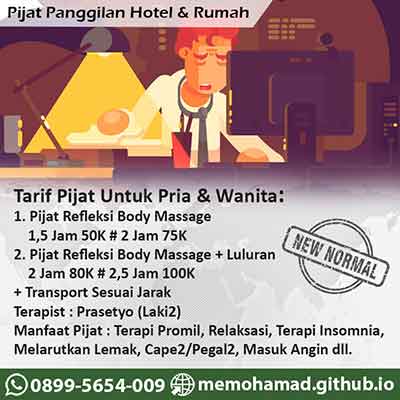 Pijat Panggilan Hotel & Rumah
Tarif Pijat Untuk Pria & Wanita:
1. Pijat Refleksi Body Massage
1,5 Jam 50K # 2 Jam 75K
2. Pijat Refleksi Body Massage + Luluran
2 Jam 80K # 2,5 Jam 100K
+ Transport Sesuai Jarak
Terapist : Prasetyo (Laki2)
Manfaat Pijat : Terapi Promil, Relaksasi, Terapi Insomnia,
Melarutkan Lemak, Cape2/Pegal2, Masuk Angin dll.
NEW NORMAL
0899-5654-009 memohamad.github.io